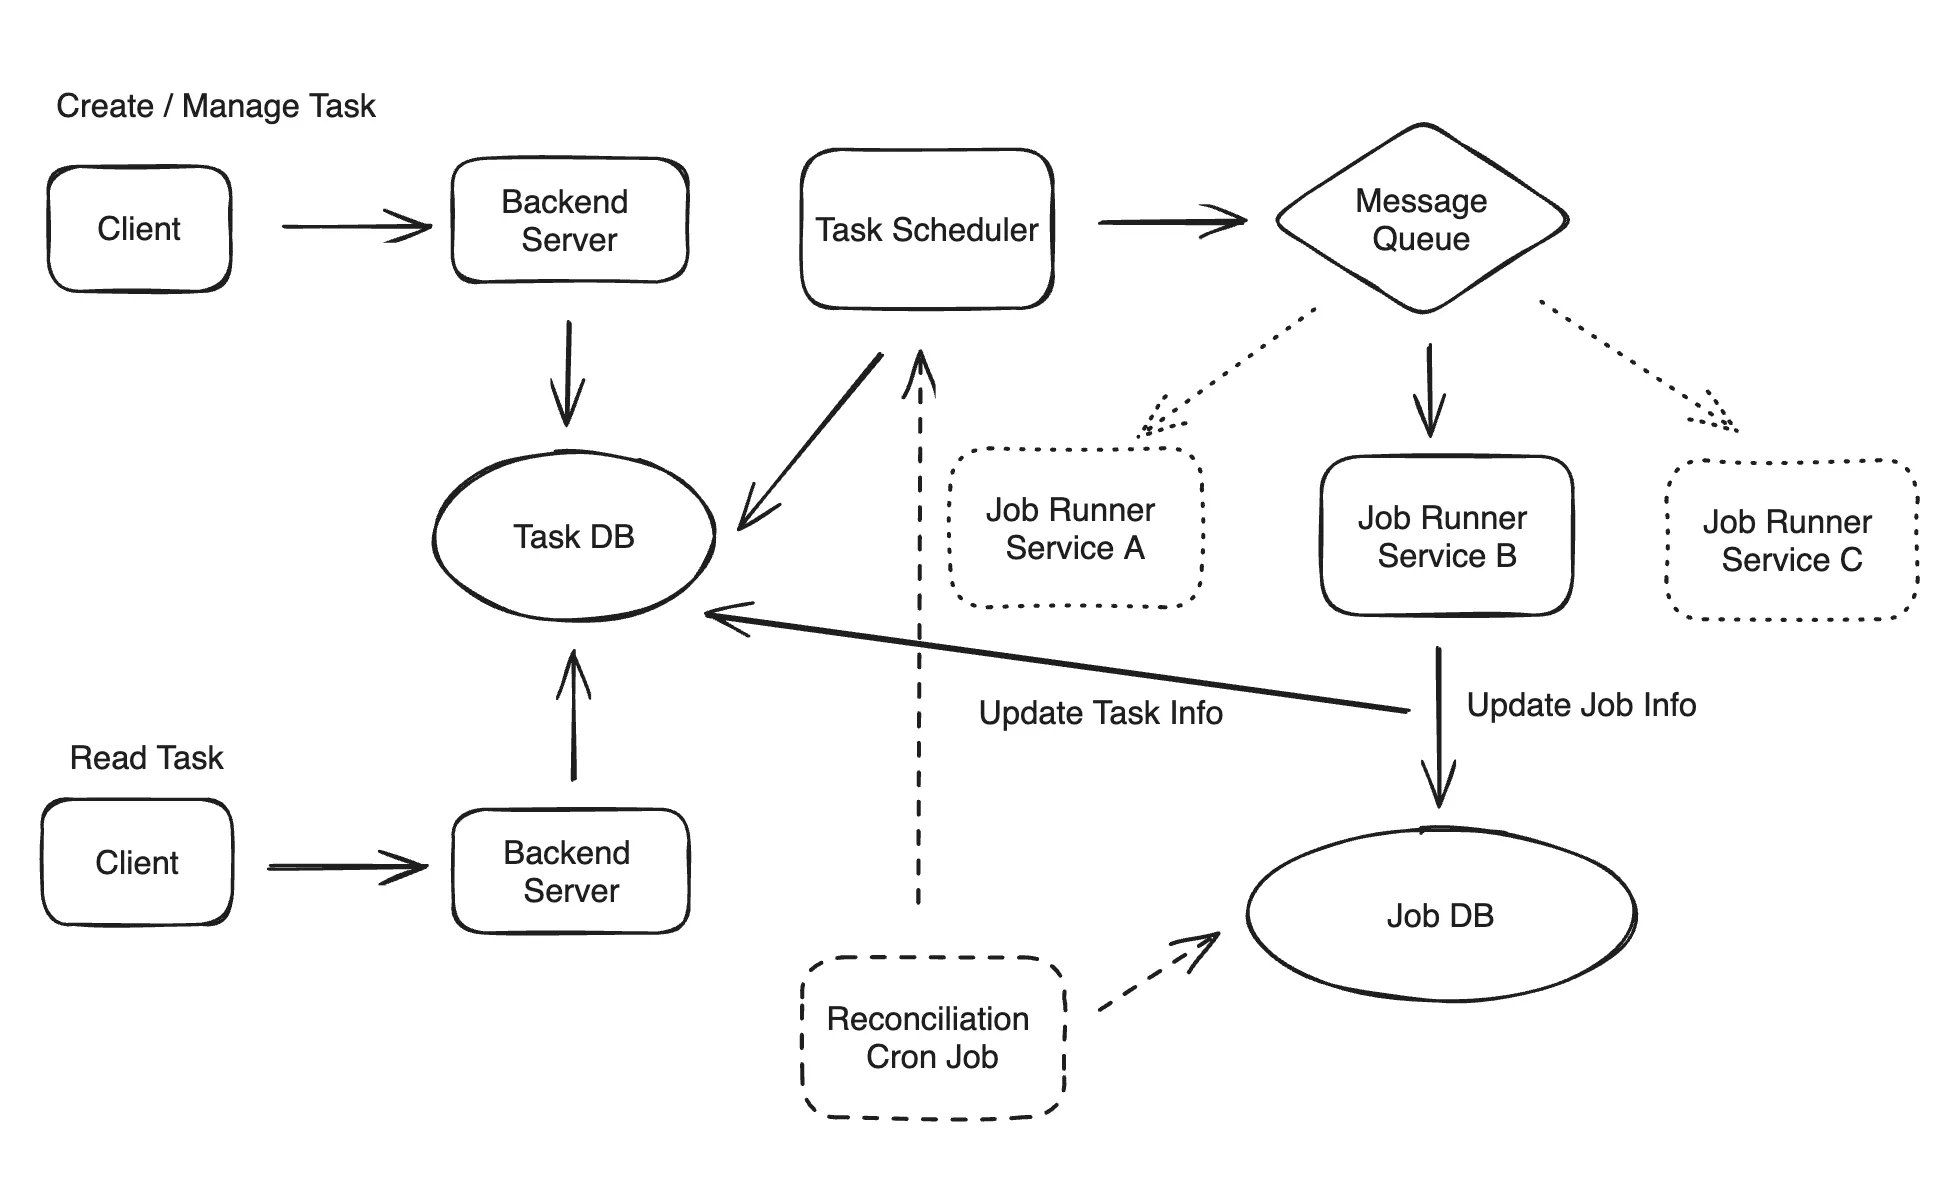 Create / Manage Task
Client
Backend
Server
Task Scheduler
Message
Queue
Task DB
Job Runner
Service A
Job Runner
Service B
Job Runner
Service C
Update Task Info
Update Job Info
Read Task
Client
Backend
Server
Job DB
Reconciliation
Cron Job